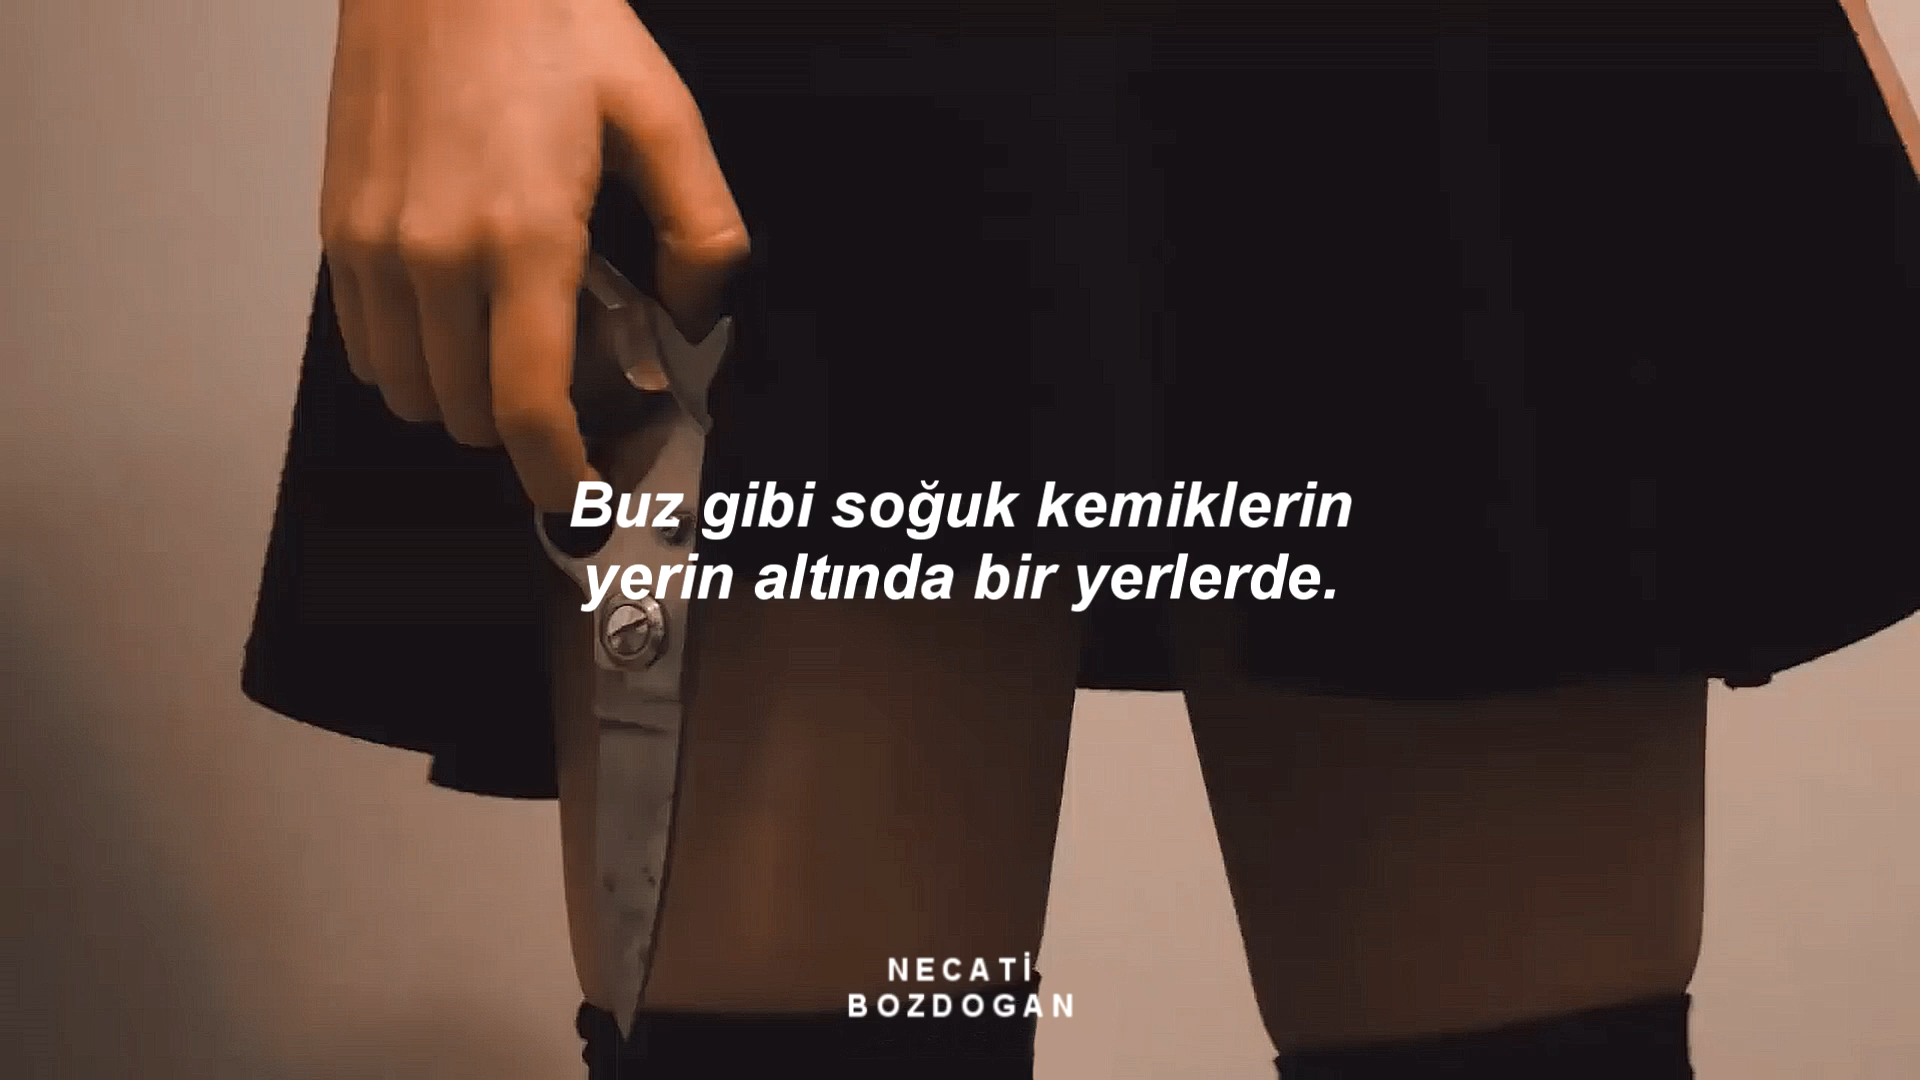 Buz gibi soğuk kemiklerin
yerin altında bir yerlerde.
NECATİ
BOZDOGAN